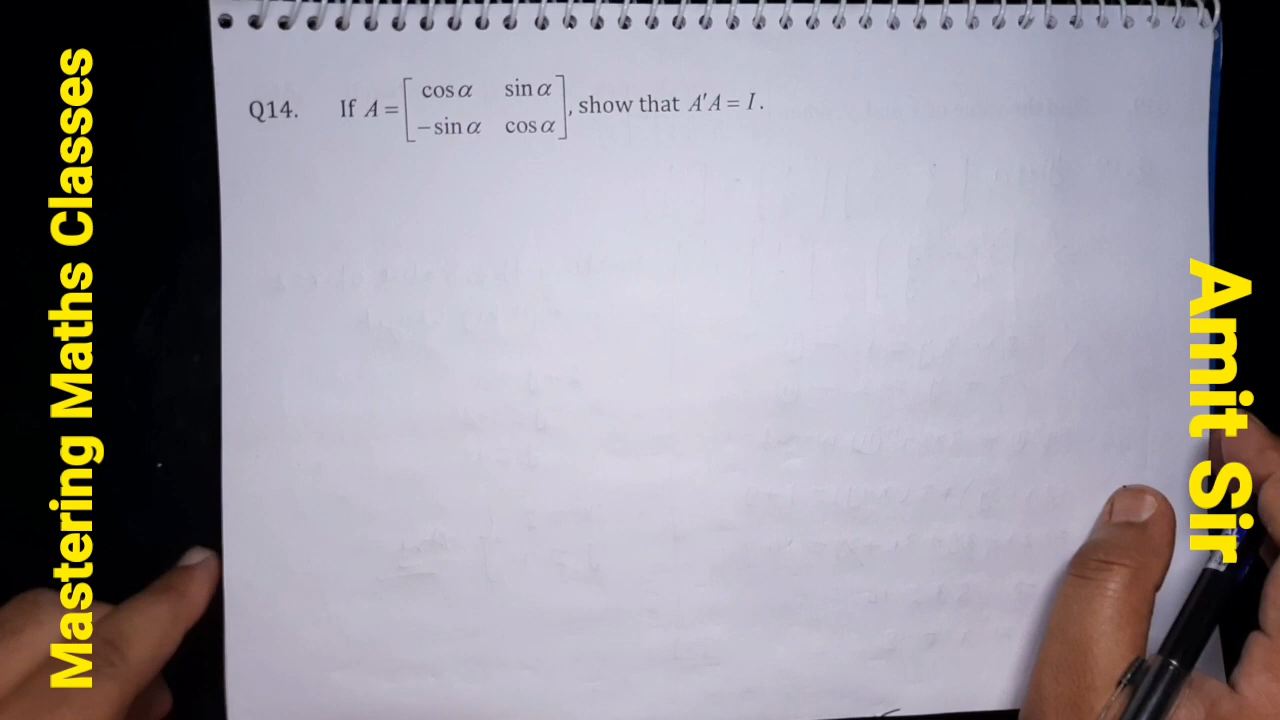 Mastering Maths Classes
Q14. If A = [ cos α sin α
− sin α cos α ], show that A′A = I.
Amit Sir